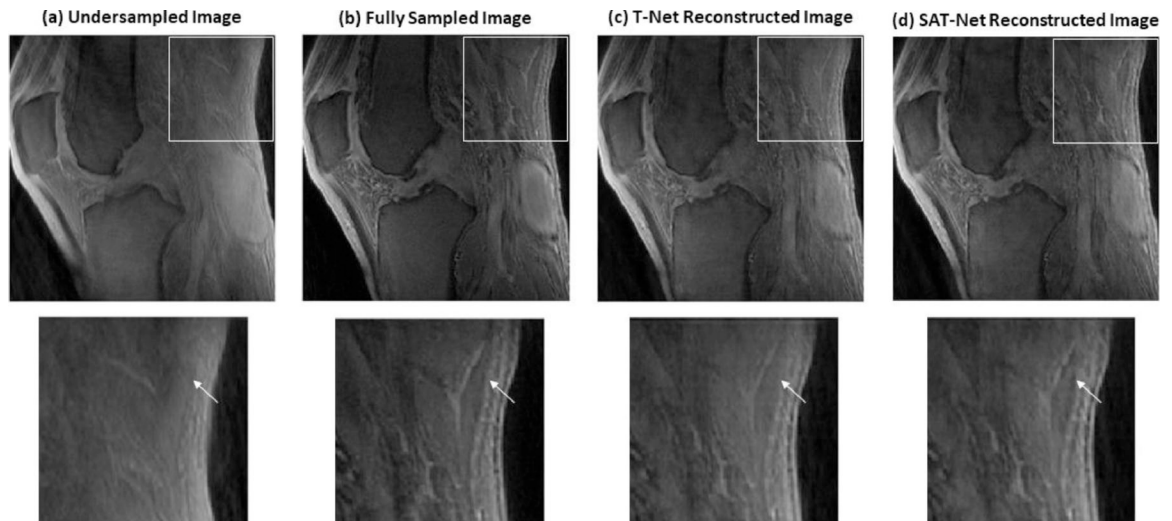 (a) Undersampled Image
(b) Fully Sampled Image
(c) T-Net Reconstructed Image
(d) SAT-Net Reconstructed Image